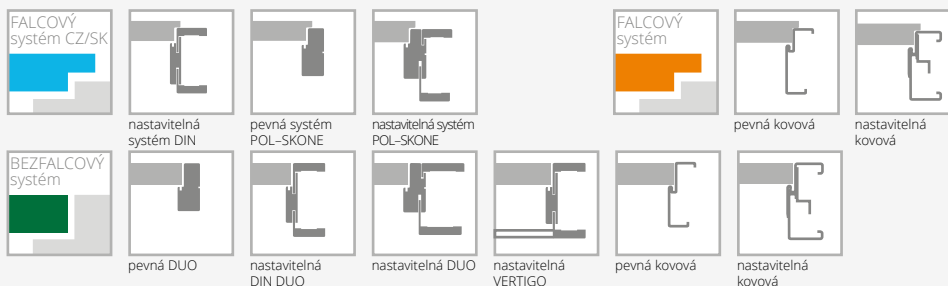 FALCOVÝ
systém CZ/SK
nastavitelná
systém DIN
pevná systém
POL–SKONE
nastavitelná systém
POL–SKONE
FALCOVÝ
systém
pevná kovová
nastavitelná
kovová
BEZFALCOVÝ
systém
pevná DUO
nastavitelná
DIN DUO
nastavitelná DUO
nastavitelná
VERTIGO
pevná kovová
nastavitelná
kovová